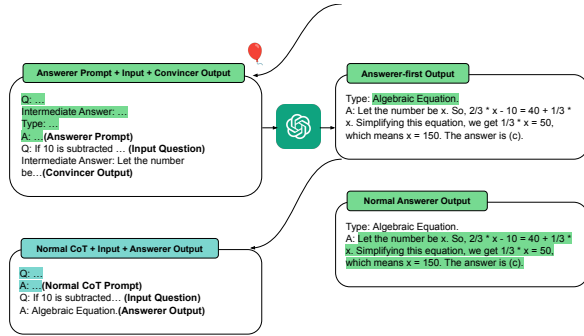 Answerer Prompt + Input + Convincer Output
Q: ...
Intermediate Answer: ...
Type: ...
A: ...(Answerer Prompt)
Q: If 10 is subtracted ... (Input Question)
Intermediate Answer: Let the number
be...(Convincer Output)
Answerer-first Output
Type: Algebraic Equation.
A: Let the number be x. So, 2/3 * x - 10 = 40 + 1/3 *
x. Simplifying this equation, we get 1/3 * x = 50,
which means x = 150. The answer is (c).
Normal Answerer Output
Type: Algebraic Equation.
A: Let the number be x. So, 2/3 * x - 10 = 40 + 1/3 *
x. Simplifying this equation, we get 1/3 * x = 50,
which means x = 150. The answer is (c).
Normal CoT + Input + Answerer Output
Q: ...
A: ...(Normal CoT Prompt)
Q: If 10 is subtracted... (Input Question)
A: Algebraic Equation.(Answerer Output)